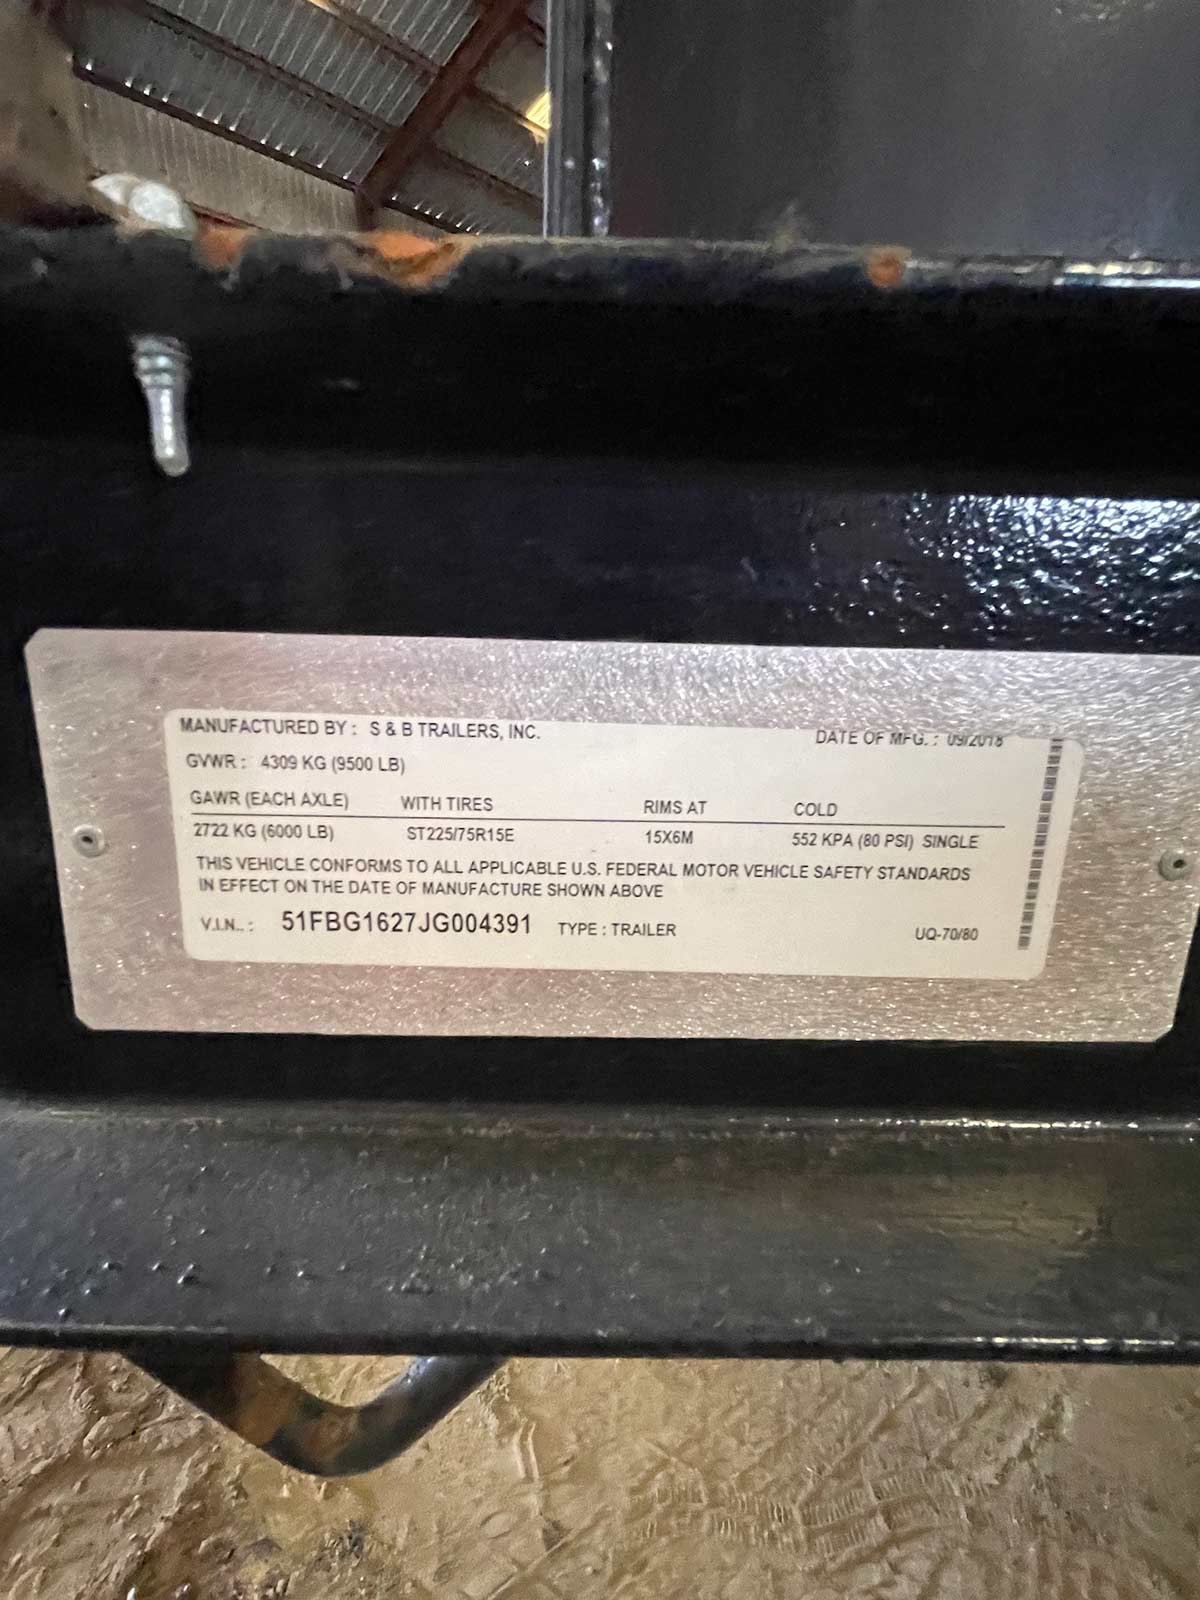 MANUFACTURED BY : S & B TRAILERS, INC. DATE OF MFG. : 09/2018
GVWR : 4309 KG (9500 LB)
GAWR (EACH AXLE) WITH TIRES RIMS AT COLD
2722 KG (6000 LB) ST225/75R15E 15X6M 552 KPA (80 PSI) SINGLE
THIS VEHICLE CONFORMS TO ALL APPLICABLE U.S. FEDERAL MOTOR VEHICLE SAFETY STANDARDS
IN EFFECT ON THE DATE OF MANUFACTURE SHOWN ABOVE
V.I.N.. : 51FBG1627JG004391 TYPE : TRAILER UQ-70/80